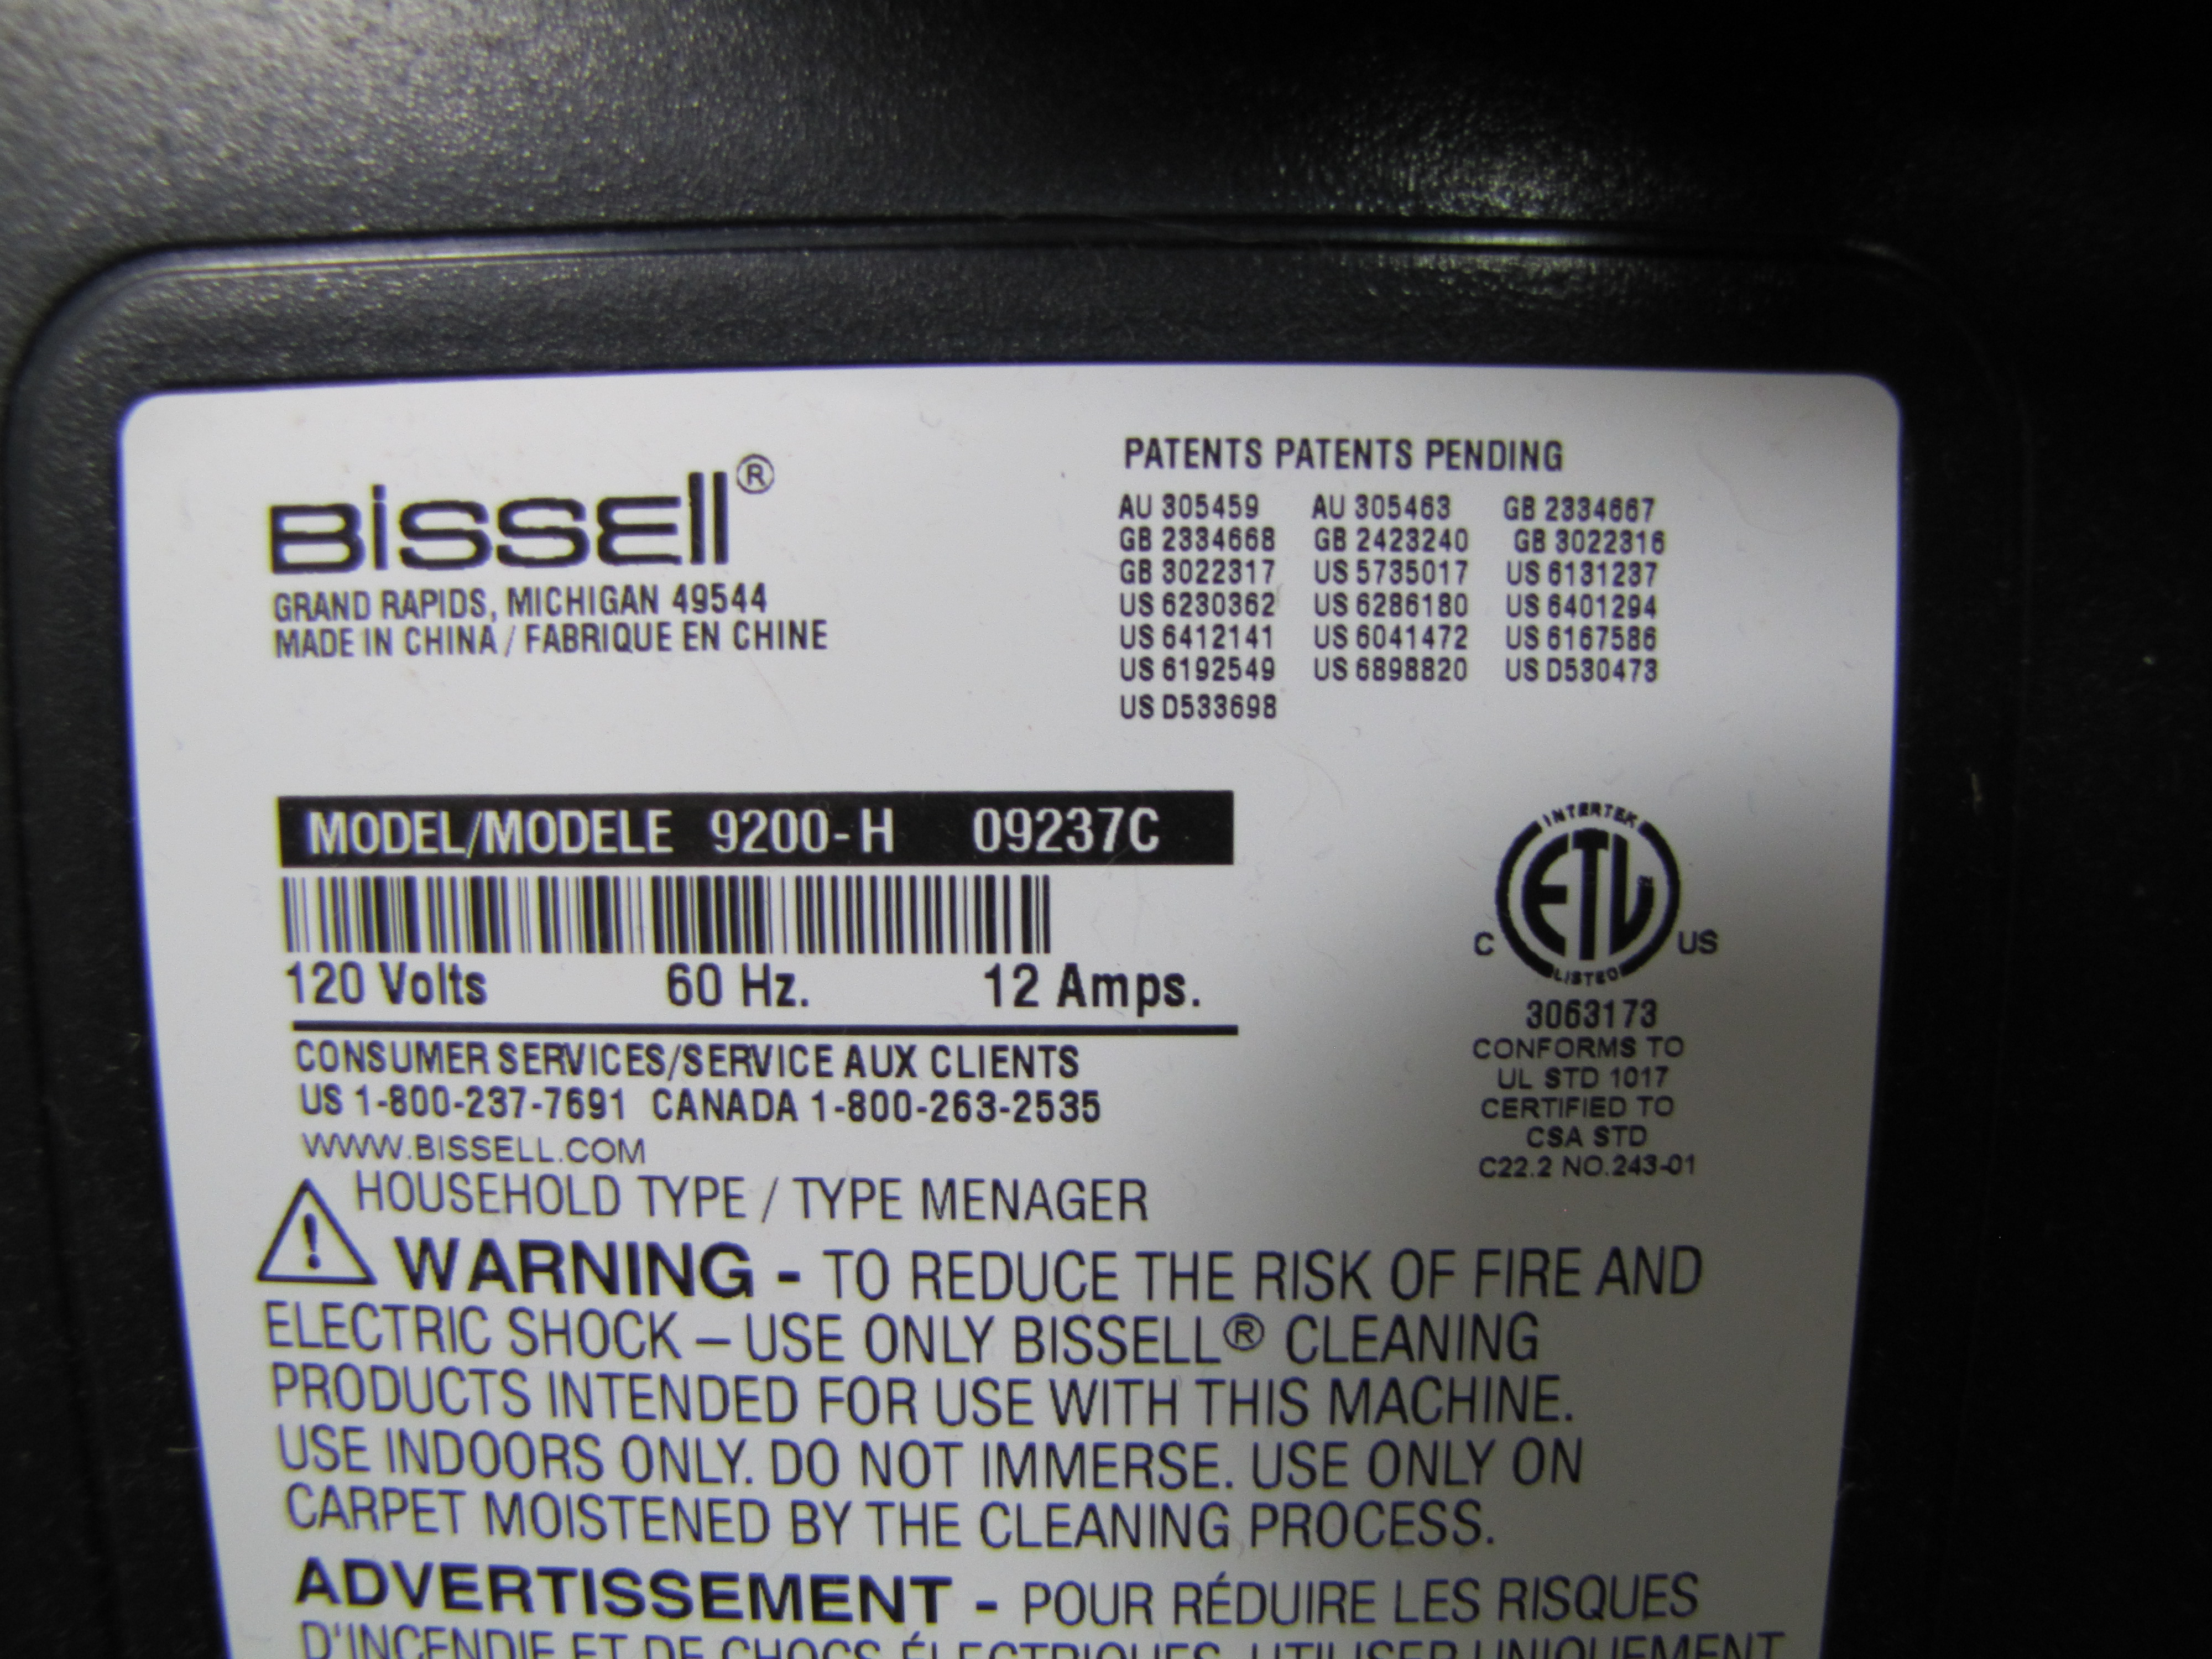 BISSELL®
GRAND RAPIDS, MICHIGAN 49544
MADE IN CHINA / FABRIQUE EN CHINE
PATENTS PATENTS PENDING
AU 305459 AU 305463 GB 2334667
GB 2334668 GB 2423240 GB 3022316
GB 3022317 US 5735017 US 6131237
US 6230362 US 6286180 US 6401294
US 6412141 US 6041472 US 6167586
US 6192549 US 6898820 US D530473
US D533698
MODEL/MODELE 9200-H 09237C
120 Volts 60 Hz. 12 Amps.
CONSUMER SERVICES/SERVICE AUX CLIENTS
US 1-800-237-7691 CANADA 1-800-263-2535
WWW.BISSELL.COM
HOUSEHOLD TYPE / TYPE MENAGER
INTERTEK
ETL
C US
LISTED
3063173
CONFORMS TO
UL STD 1017
CERTIFIED TO
CSA STD
C22.2 NO.243-01
! WARNING - TO REDUCE THE RISK OF FIRE AND
ELECTRIC SHOCK – USE ONLY BISSELL® CLEANING
PRODUCTS INTENDED FOR USE WITH THIS MACHINE.
USE INDOORS ONLY. DO NOT IMMERSE. USE ONLY ON
CARPET MOISTENED BY THE CLEANING PROCESS.
ADVERTISSEMENT - POUR RÉDUIRE LES RISQUES
D'INCENDIE ET DE CHOCS ÉLECTRIQUES, UTILISER UNIQUEMENT